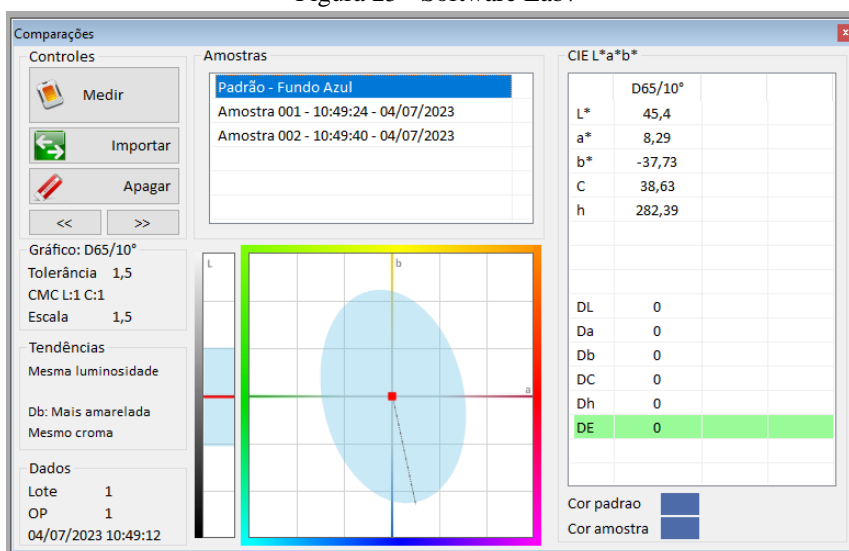 Comparações
Controles
Medir
Importar
Apagar
<<
>>
Gráfico: D65/10°
Tolerância 1,5
CMC L:1 C:1
Escala 1,5
Tendências
Mesma luminosidade
Db: Mais amarelada
Mesmo croma
Dados
Lote 1
OP 1
04/07/2023 10:49:12
Amostras
Padrão - Fundo Azul
Amostra 001 - 10:49:24 - 04/07/2023
Amostra 002 - 10:49:40 - 04/07/2023
L
b
a
CIE L*a*b*
D65/10°
L* 45,4
a* 8,29
b* -37,73
C 38,63
h 282,39
DL 0
Da 0
Db 0
DC 0
Dh 0
DE 0
Cor padrao
Cor amostra